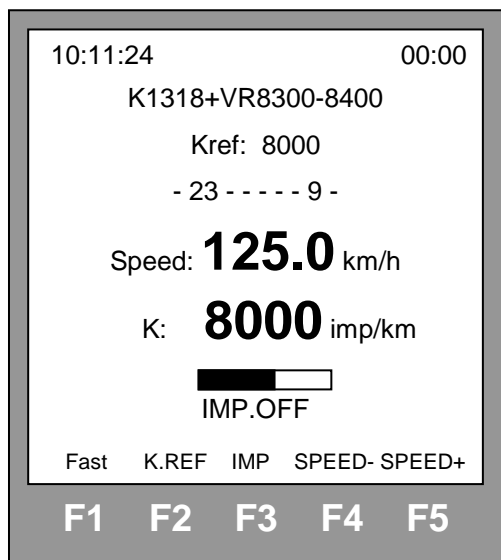 10:11:24 00:00
K1318+VR8300-8400
Kref: 8000
- 23 - - - - - 9 -
Speed: 125.0 km/h
K: 8000 imp/km
IMP.OFF
Fast K.REF IMP SPEED- SPEED+
F1 F2 F3 F4 F5